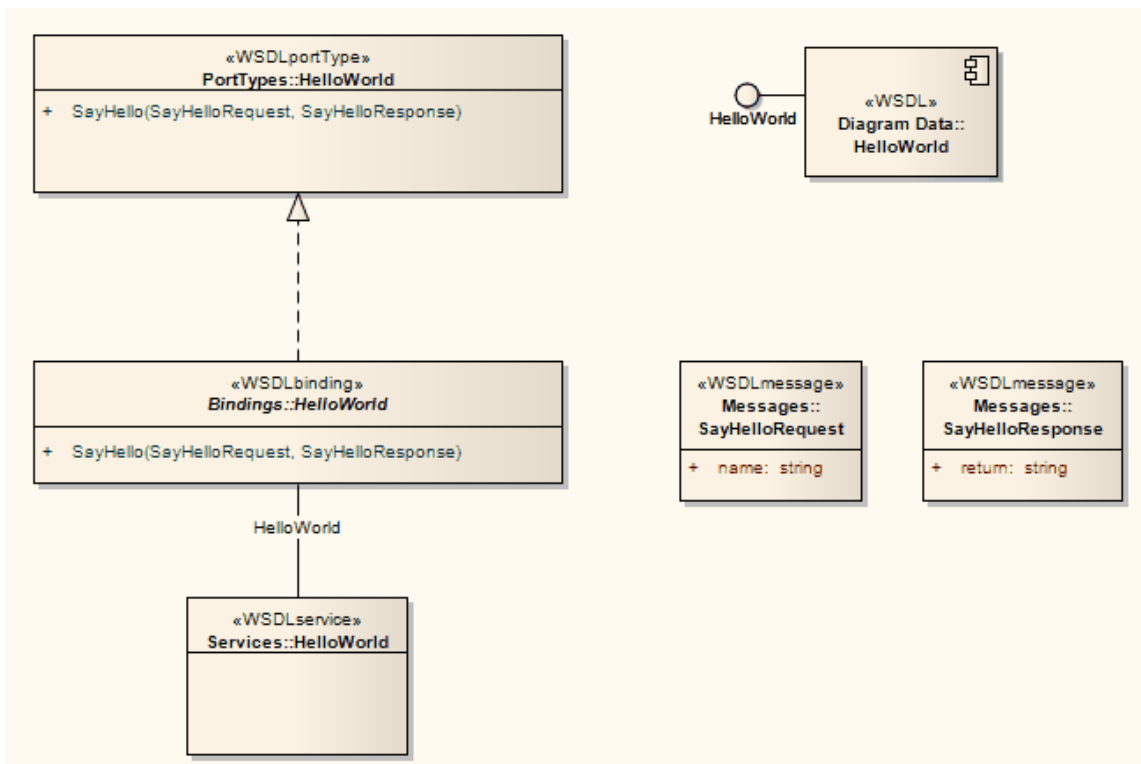 «WSDLportType»
PortTypes::HelloWorld
+ SayHello(SayHelloRequest, SayHelloResponse)
HelloWorld
«WSDL»
Diagram Data::
HelloWorld
«WSDLbinding»
Bindings::HelloWorld
+ SayHello(SayHelloRequest, SayHelloResponse)
«WSDLmessage»
Messages::
SayHelloRequest
+ name: string
«WSDLmessage»
Messages::
SayHelloResponse
+ return: string
HelloWorld
«WSDLservice»
Services::HelloWorld